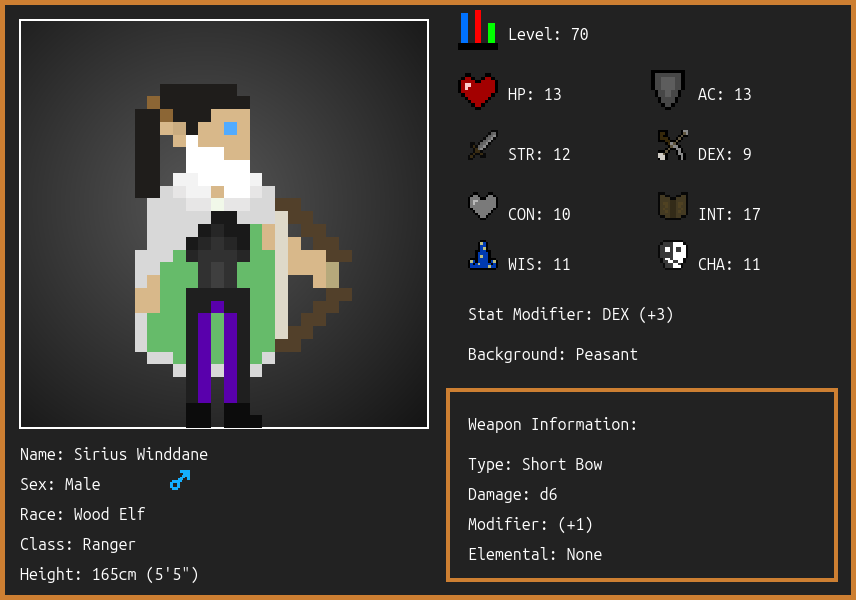 Level: 70
HP: 13
AC: 13
STR: 12
DEX: 9
CON: 10
INT: 17
WIS: 11
CHA: 11
Stat Modifier: DEX (+3)
Background: Peasant
Weapon Information:
Type: Short Bow
Damage: d6
Modifier: (+1)
Elemental: None
Name: Sirius Winddane
Sex: Male
Race: Wood Elf
Class: Ranger
Height: 165cm (5'5")